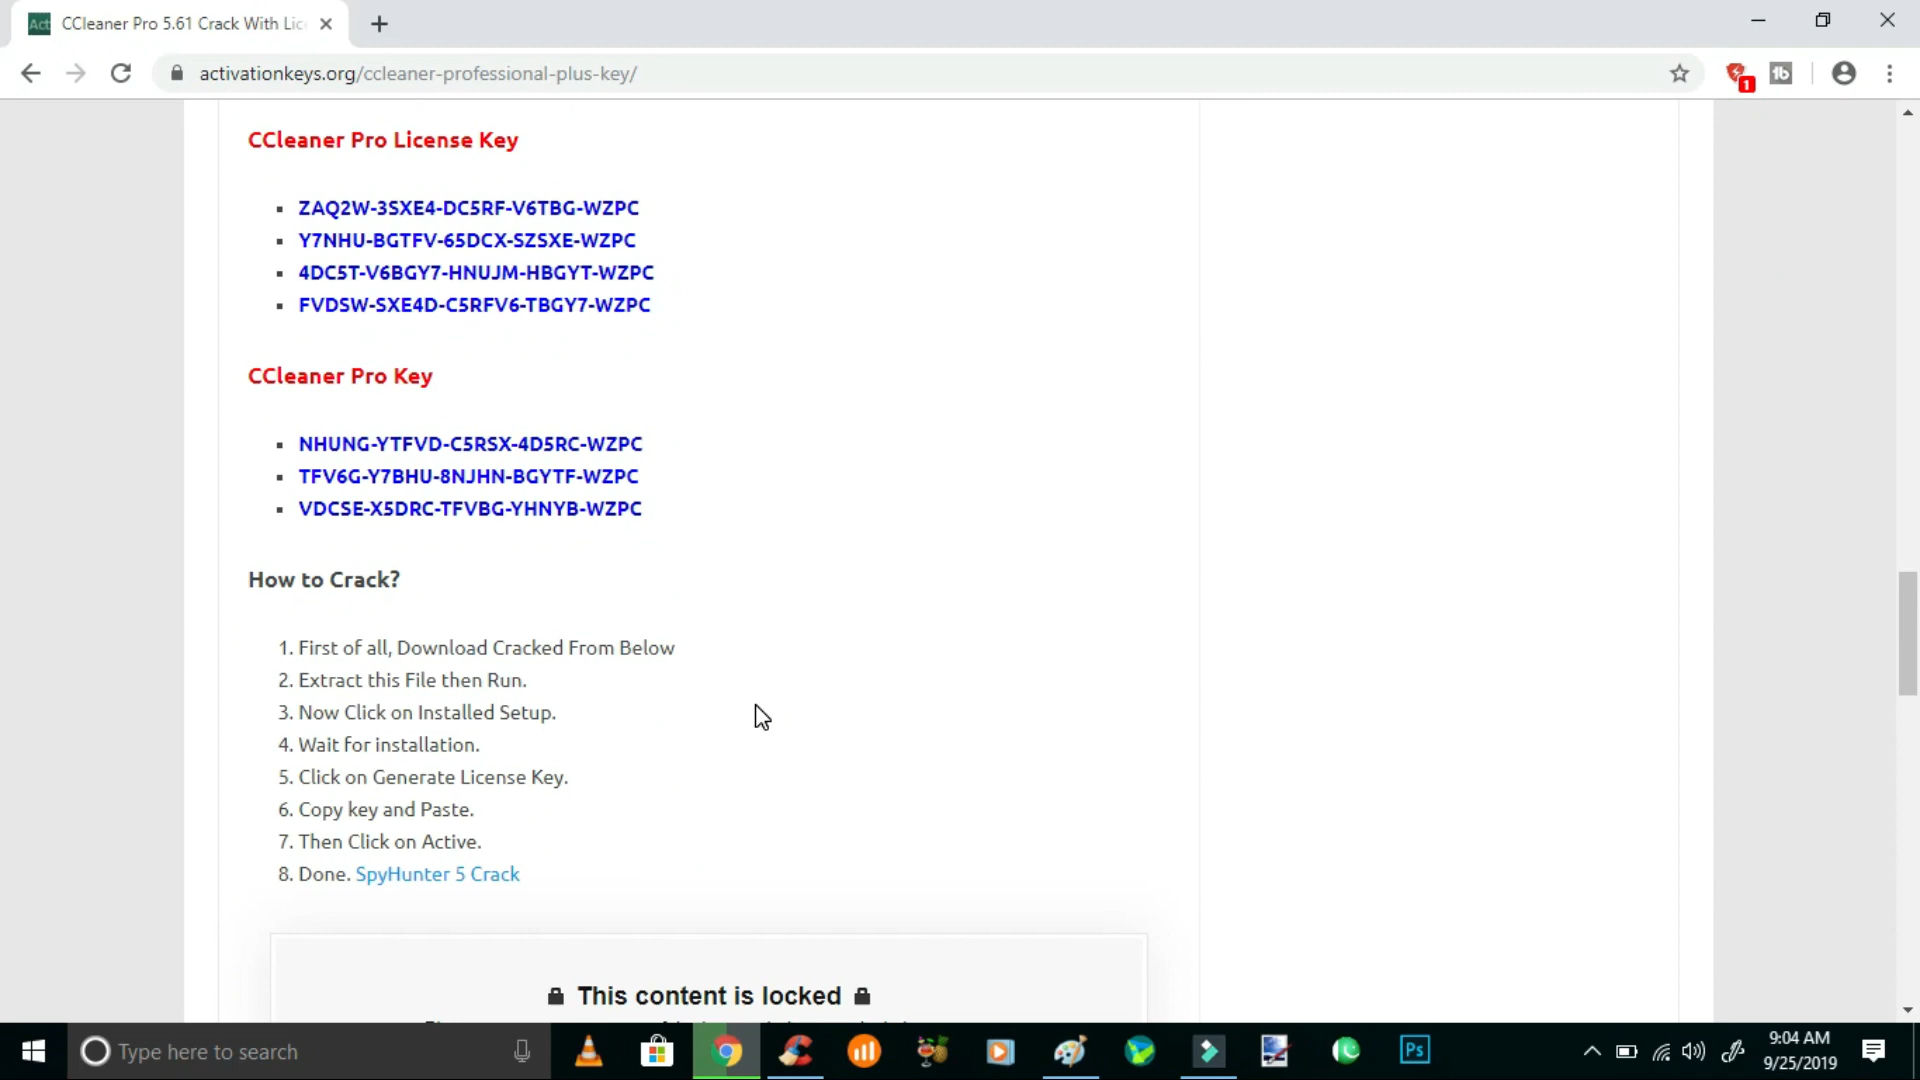 Act CCleaner Pro 5.61 Crack With Lic
activationkeys.org/ccleaner-professional-plus-key/
1
CCleaner Pro License Key
ZAQ2W-3SXE4-DC5RF-V6TBG-WZPC
Y7NHU-BGTFV-65DCX-SZSXE-WZPC
4DC5T-V6BGY7-HNUJM-HBGYT-WZPC
FVDSW-SXE4D-C5RFV6-TBGY7-WZPC
CCleaner Pro Key
NHUNG-YTFVD-C5RSX-4D5RC-WZPC
TFV6G-Y7BHU-8NJHN-BGYTF-WZPC
VDCSE-X5DRC-TFVBG-YHNYB-WZPC
How to Crack?
1. First of all, Download Cracked From Below
2. Extract this File then Run.
3. Now Click on Installed Setup.
4. Wait for installation.
5. Click on Generate License Key.
6. Copy key and Paste.
7. Then Click on Active.
8. Done. SpyHunter 5 Crack
This content is locked
Type here to search
Ps
9:04 AM
9/25/2019